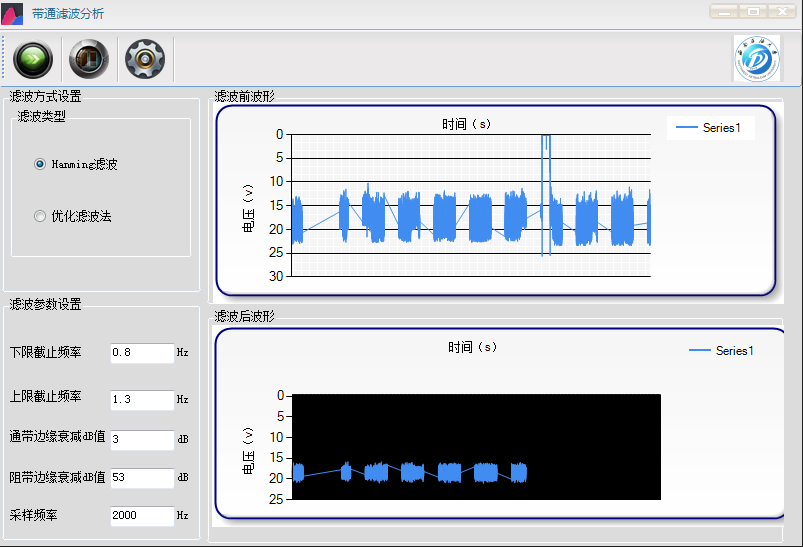 带通滤波分析
滤波方式设置
滤波类型
Hanming滤波
优化滤波法
滤波参数设置
下限截止频率 0.8 Hz
上限截止频率 1.3 Hz
通带边缘衰减dB值 3 dB
阻带边缘衰减dB值 53 dB
采样频率 2000 Hz
滤波前波形
时间（s）
Series1
电压（v）
0
5
10
15
20
25
30
滤波后波形
时间（s）
Series1
电压（v）
0
5
10
15
20
25